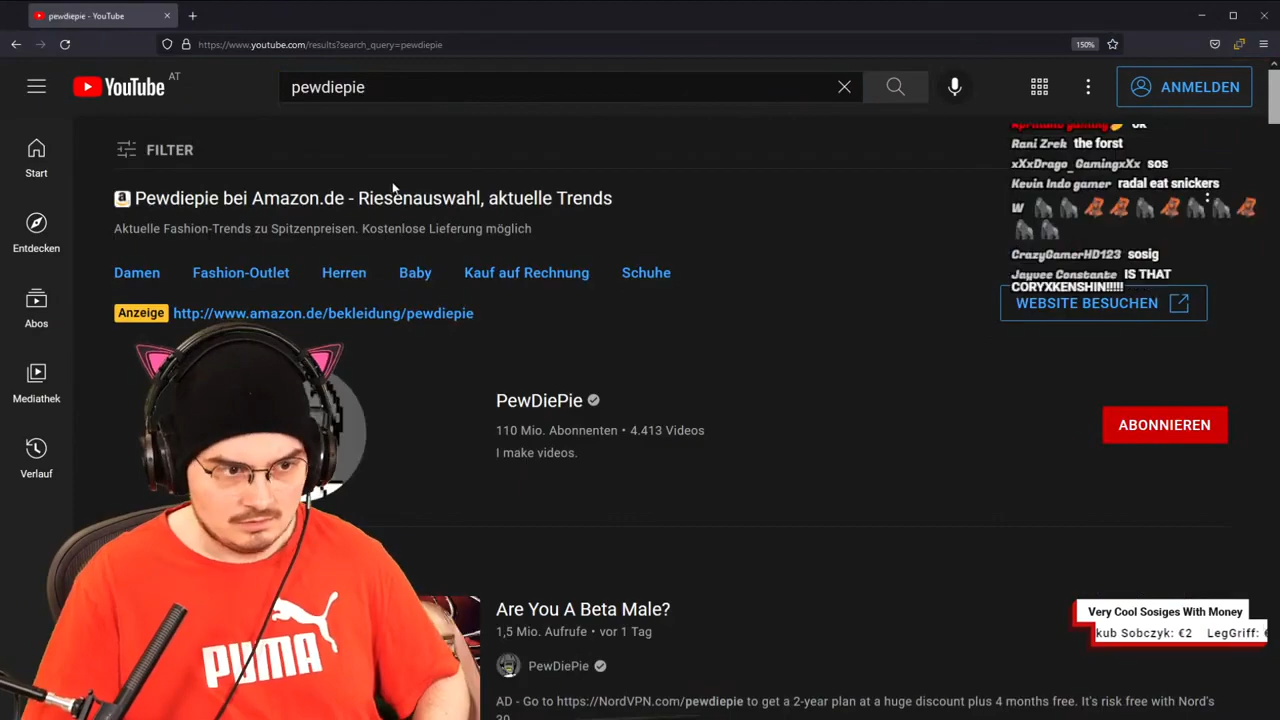 pewdiepie - YouTube
https://www.youtube.com/results?search_query=pewdiepie
150%
YouTube AT
pewdiepie
ANMELDEN
Start
Entdecken
Abos
Mediathek
Verlauf
FILTER
Pewdiepie bei Amazon.de - Riesenauswahl, aktuelle Trends
Aktuelle Fashion-Trends zu Spitzenpreisen. Kostenlose Lieferung möglich
Damen Fashion-Outlet Herren Baby Kauf auf Rechnung Schuhe
Anzeige http://www.amazon.de/bekleidung/pewdiepie
ok
Rani Zrek the forst
xXxDrago_GamingxXx sos
Kevin Indo gamer radal eat snickers
W
CrazyGamerHD123 sosig
Jayvee Constante IS THAT
CORYXKENSHIN!!!!!
WEBSITE BESUCHEN
PewDiePie
110 Mio. Abonnenten • 4.413 Videos
I make videos.
ABONNIEREN
Are You A Beta Male?
1,5 Mio. Aufrufe • vor 1 Tag
PewDiePie
AD - Go to https://NordVPN.com/pewdiepie to get a 2-year plan at a huge discount plus 4 months free. It's risk free with Nord's
Very Cool Sosiges With Money
kub Sobczyk: €2 LegGriff: €
PUMA